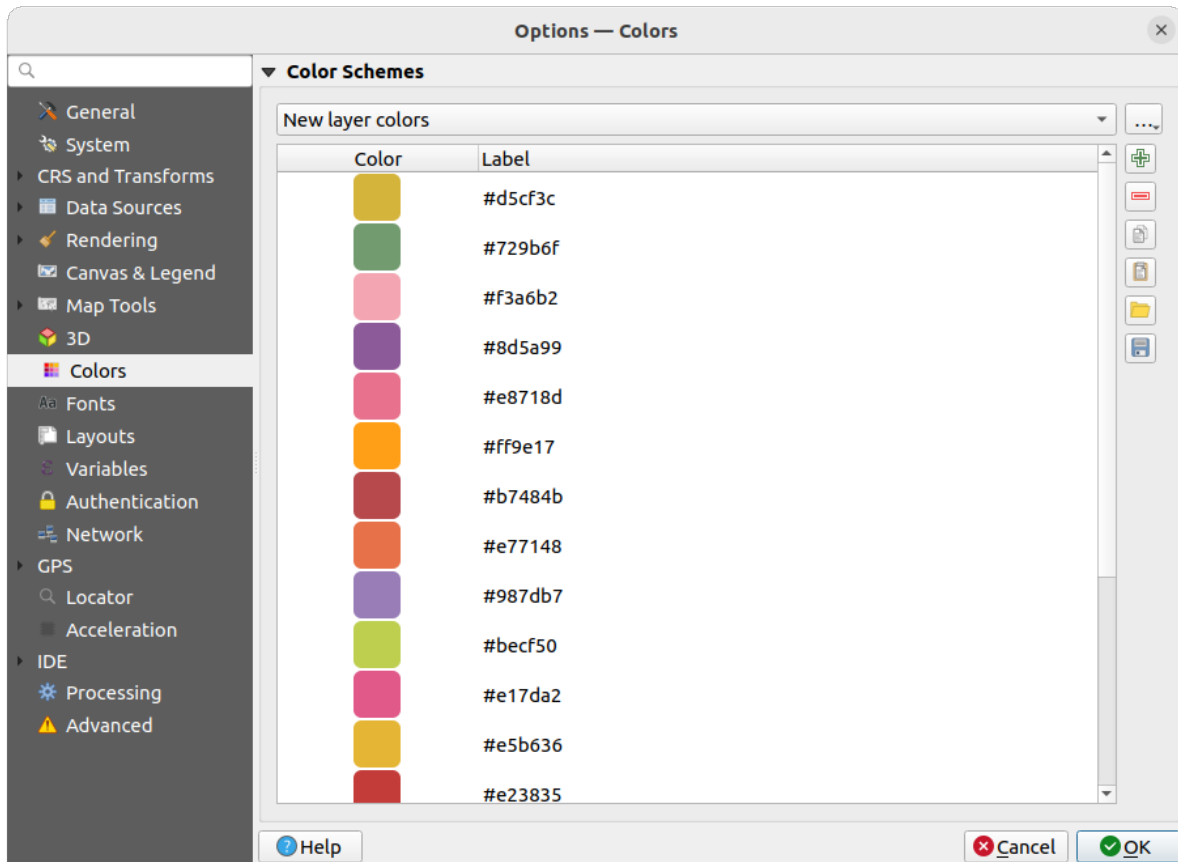 Options — Colors
Color Schemes
General
New layer colors
...
System
Color Label
CRS and Transforms
#d5cf3c
Data Sources
Rendering
#729b6f
Canvas & Legend
#f3a6b2
Map Tools
3D
#8d5a99
Colors
#e8718d
Aa Fonts
Layouts
#ff9e17
Variables
Authentication
#b7484b
Network
#e77148
GPS
Locator
#987db7
Acceleration
#becf50
IDE
Processing
#e17da2
Advanced
#e5b636
#e23835
Help
Cancel
OK